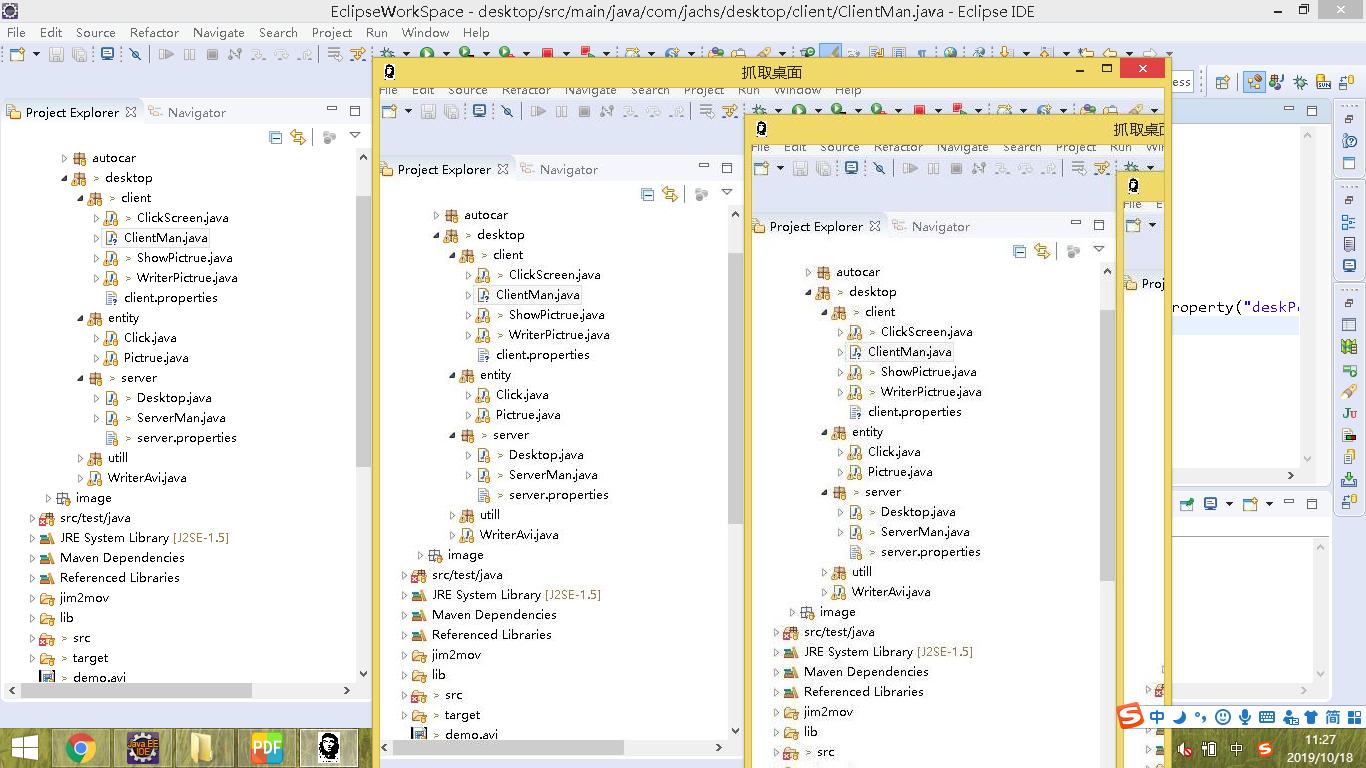 EclipseWorkSpace - desktop/src/main/java/com/jachs/desktop/client/ClientMan.java - Eclipse IDE
File Edit Source Refactor Navigate Search Project Run Window Help
Project Explorer Navigator
autocar
> desktop
> client
> ClickScreen.java
ClientMan.java
> ShowPictrue.java
> WriterPictrue.java
client.properties
entity
Click.java
Pictrue.java
> server
> Desktop.java
> ServerMan.java
> server.properties
utill
WriterAvi.java
image
src/test/java
JRE System Library [J2SE-1.5]
Maven Dependencies
Referenced Libraries
jim2mov
lib
> src
> target
> demo.avi
抓取桌面
File Edit Source Refactor Navigate Search Project Run Window Help
Project Explorer Navigator
autocar
> desktop
> client
> ClickScreen.java
ClientMan.java
> ShowPictrue.java
> WriterPictrue.java
client.properties
entity
Click.java
Pictrue.java
> server
> Desktop.java
> ServerMan.java
> server.properties
utill
WriterAvi.java
image
src/test/java
JRE System Library [J2SE-1.5]
Maven Dependencies
Referenced Libraries
jim2mov
lib
> src
> target
> demo.avi
抓取桌面
File Edit Source Refactor Navigate Search Project Run
Project Explorer Navigator
autocar
> desktop
> client
> ClickScreen.java
ClientMan.java
> ShowPictrue.java
> WriterPictrue.java
client.properties
entity
Click.java
Pictrue.java
> server
> Desktop.java
> ServerMan.java
> server.properties
utill
WriterAvi.java
image
src/test/java
JRE System Library [J2SE-1.5]
Maven Dependencies
Referenced Libraries
jim2mov
lib
> src
File E
Proj
ess
roperty("deskP
Ju
中 简
Java EE
IDE
PDF
中
11:27
2019/10/18